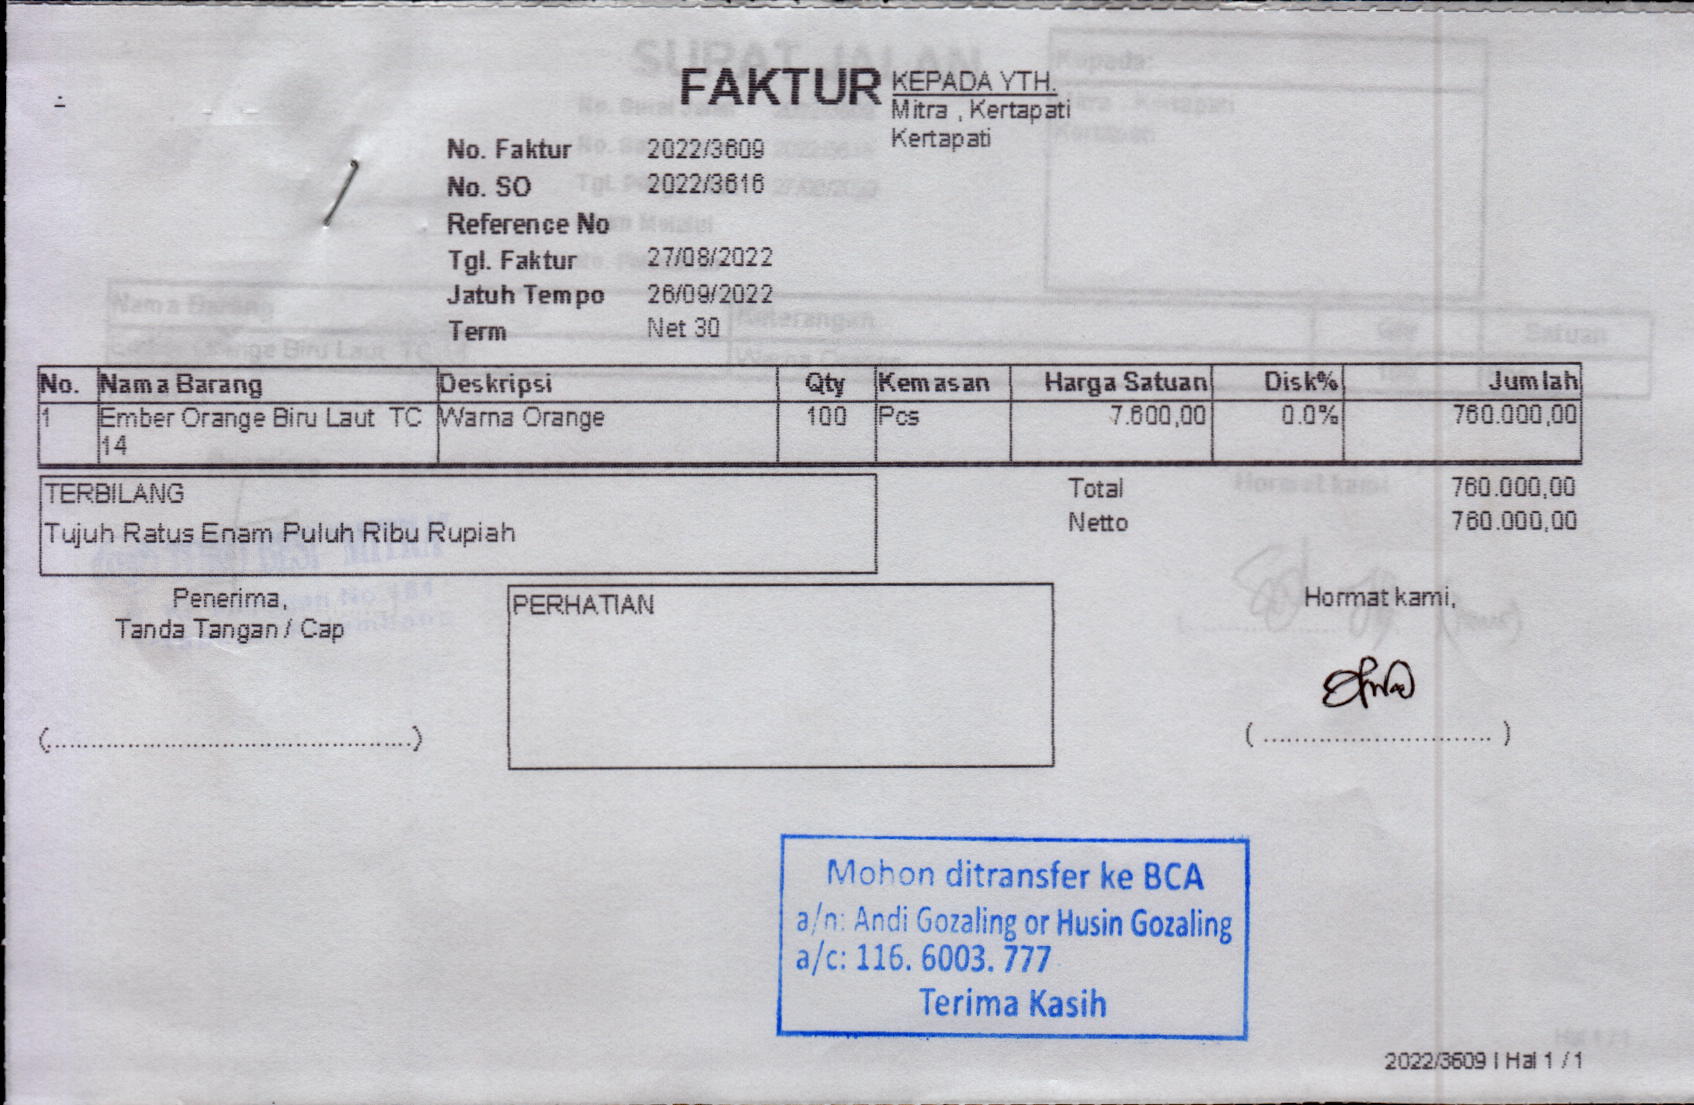 FAKTUR
KEPADA YTH.
Mitra , Kertapati
Kertapati
No. Faktur 2022/3609
No. SO 2022/3616
Reference No
Tgl. Faktur 27/08/2022
Jatuh Tempo 26/09/2022
Term Net 30
No. Nama Barang Deskripsi Qty Kemasan Harga Satuan Disk% Jumlah
1 Ember Orange Biru Laut TC Warna Orange 100 Pcs 7.600,00 0.0% 760.000,00
14
TERBILANG
Tujuh Ratus Enam Puluh Ribu Rupiah
Total 760.000,00
Netto 760.000,00
Penerima,
Tanda Tangan / Cap
(................................................)
PERHATIAN
Hormat kami,
( .............................. )
Mohon ditransfer ke BCA
a/n: Andi Gozaling or Husin Gozaling
a/c: 116. 6003. 777
Terima Kasih
2022/3609 | Hal 1 / 1